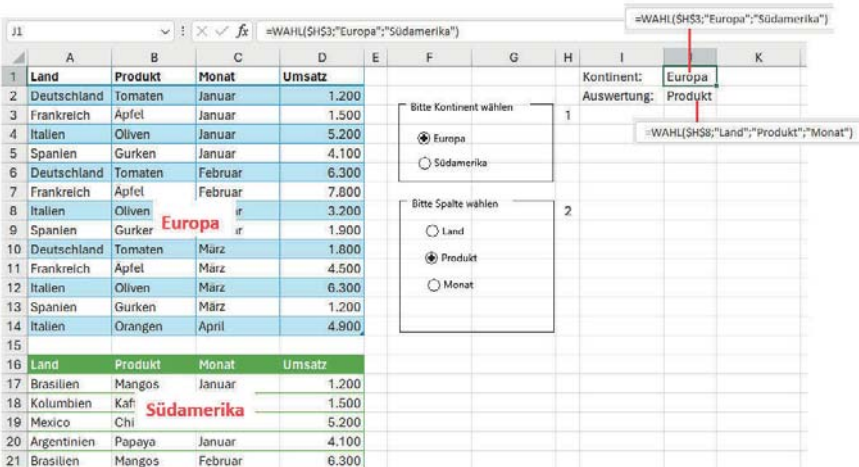 =WAHL($H$3;"Europa";"Südamerika")
J1 fx =WAHL($H$3;"Europa";"Südamerika")
A B C D E F G H I J K
1 Land Produkt Monat Umsatz Kontinent: Europa
2 Deutschland Tomaten Januar 1.200 Auswertung: Produkt
3 Frankreich Äpfel Januar 1.500 Bitte Kontinent wählen 1
=WAHL($H$8;"Land";"Produkt";"Monat")
4 Italien Oliven Januar 5.200 Europa
5 Spanien Gurken Januar 4.100 Südamerika
6 Deutschland Tomaten Februar 6.300
7 Frankreich Äpfel Februar 7.800
8 Italien Oliven 3.200 Bitte Spalte wählen 2
Europa
9 Spanien Gurken 1.900 Land
10 Deutschland Tomaten März 1.800 Produkt
11 Frankreich Äpfel März 4.500
12 Italien Oliven März 6.300 Monat
13 Spanien Gurken März 1.200
14 Italien Orangen April 4.900
15
16 Land Produkt Monat Umsatz
17 Brasilien Mangos Januar 1.200
18 Kolumbien 1.500
Südamerika
19 Mexico 5.200
20 Argentinien Papaya Januar 4.100
21 Brasilien Mangos Februar 6.300